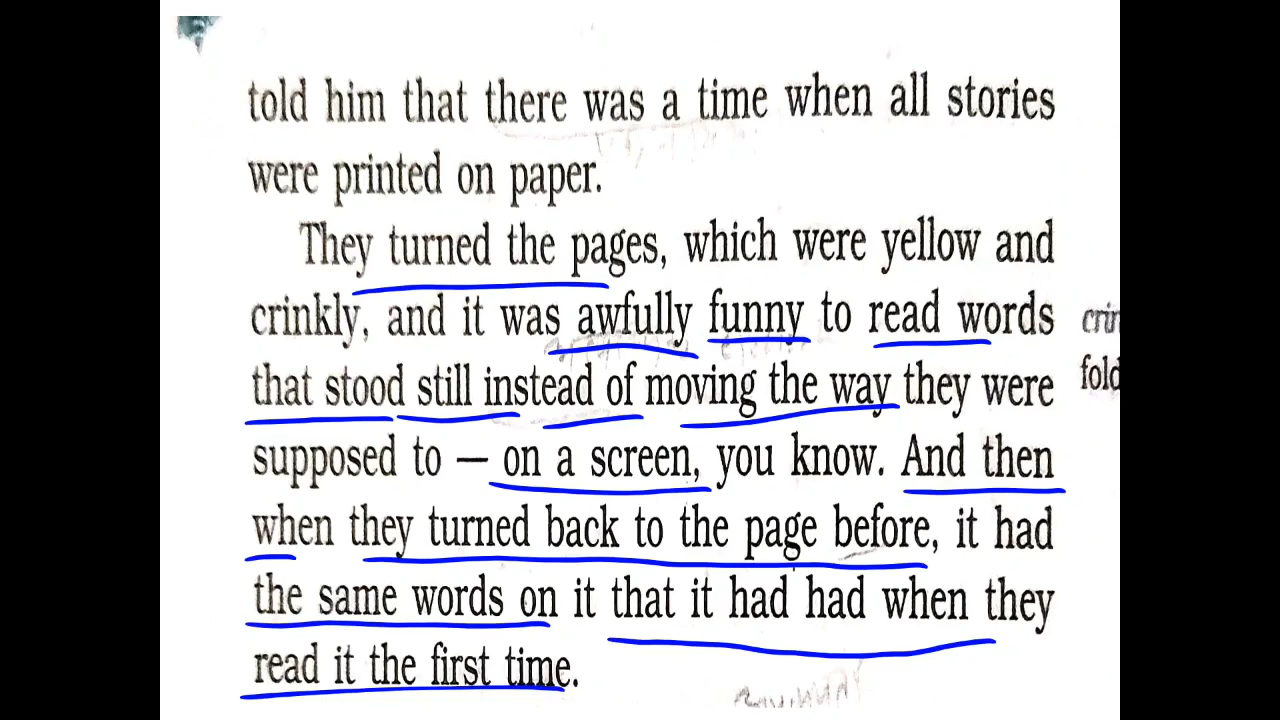 told him that there was a time when all stories
were printed on paper.
They turned the pages, which were yellow and
crinkly, and it was awfully funny to read words
that stood still instead of moving the way they were
supposed to — on a screen, you know. And then
when they turned back to the page before, it had
the same words on it that it had had when they
read it the first time.
crin
fold